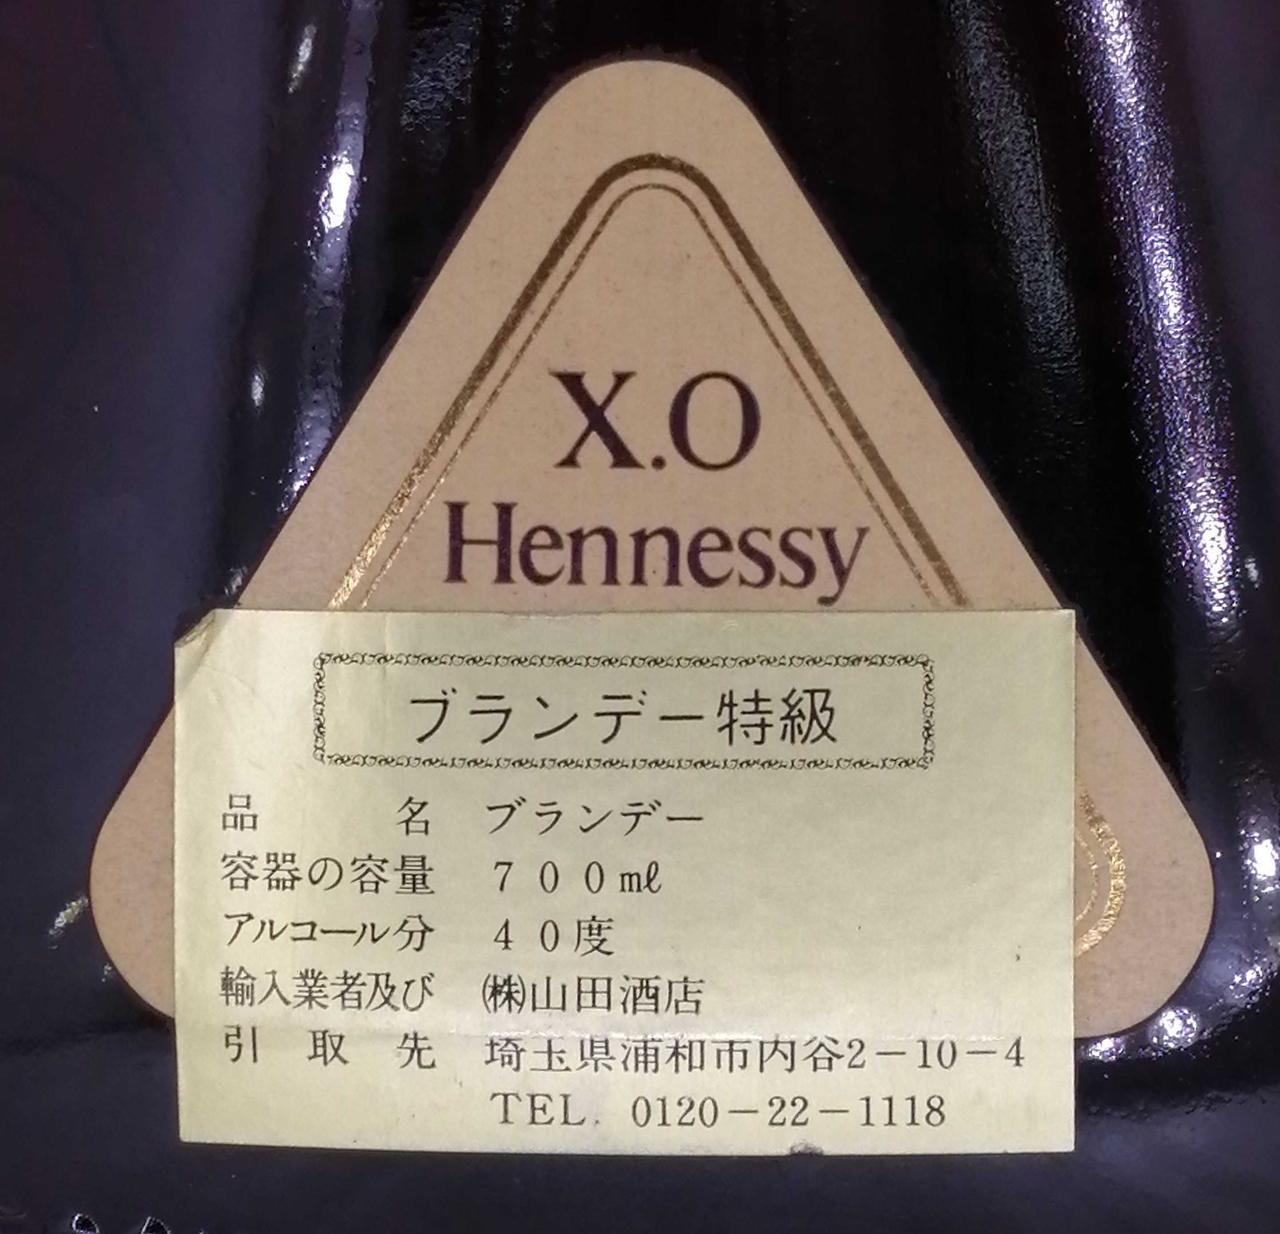 X.O
Hennessy
ブランデー特級
品名 ブランデー
容器の容量 700㎖
アルコール分 40度
輸入業者及び ㈱山田酒店
引取先 埼玉県浦和市内谷2－10－4
TEL. 0120－22－1118